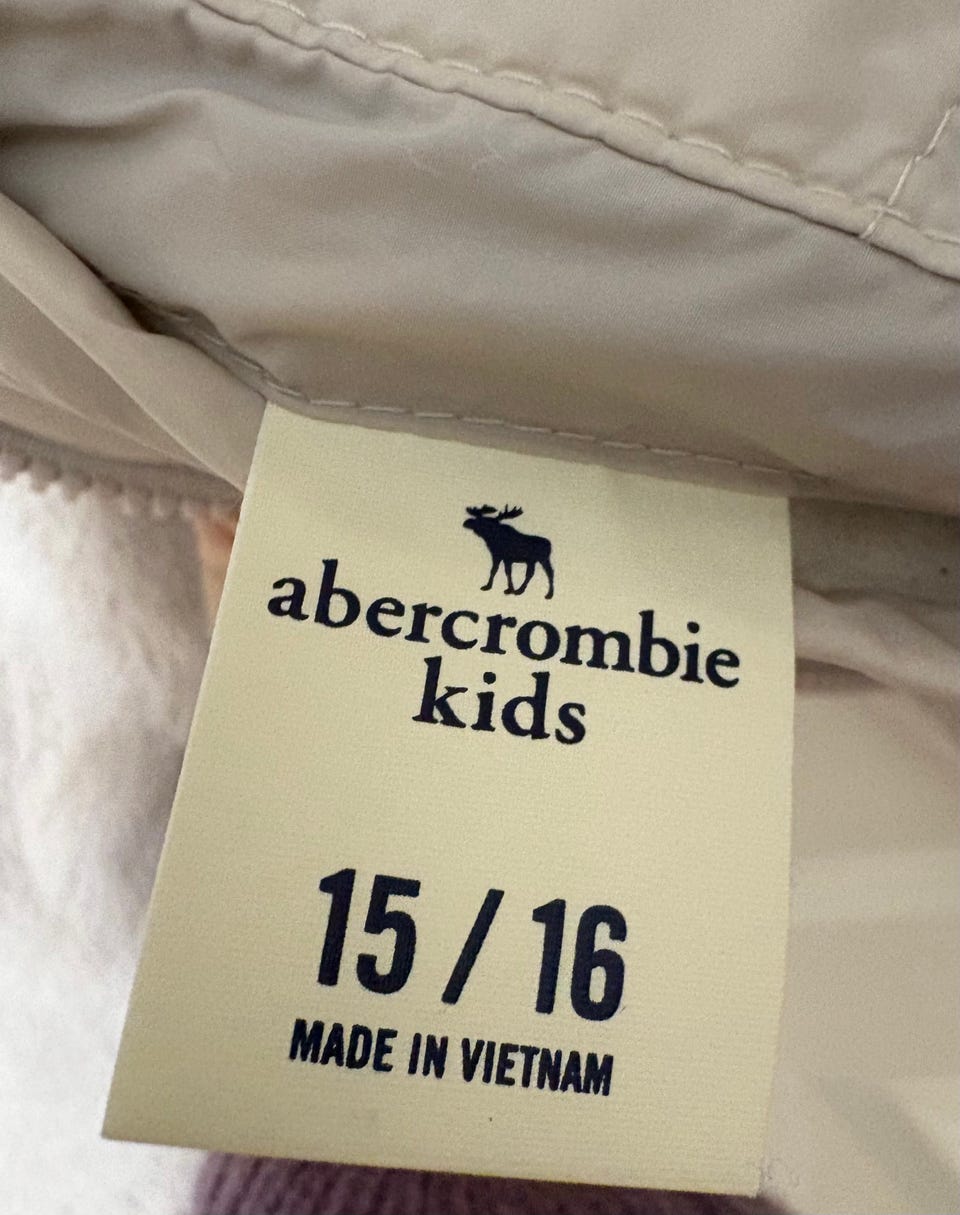 abercrombie
kids
15 / 16
MADE IN VIETNAM